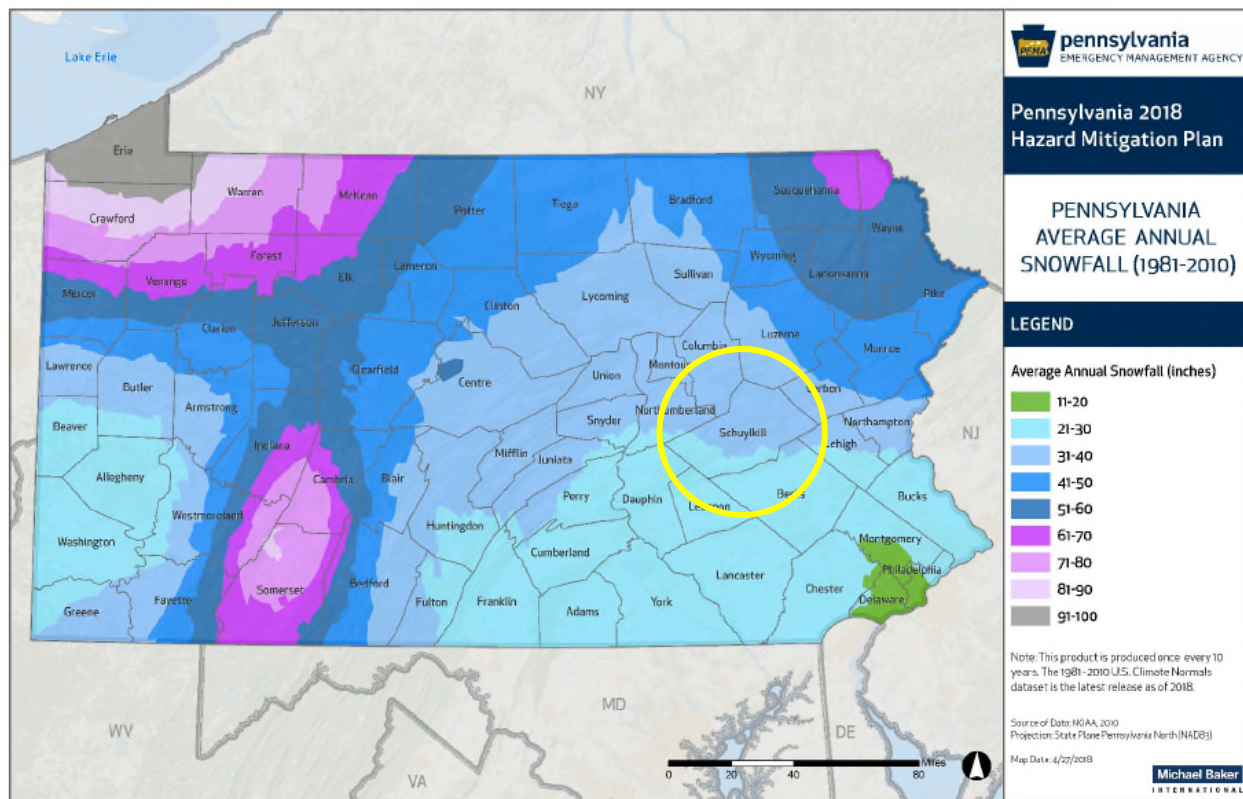 Lake Erie
NY
Erie
Warren
McKean
Crawford
Potter
Tioga
Bradford
Susquehanna
Wayne
Forest
Venango
Elk
Cameron
Sullivan
Wyoming
Lackawanna
Mercer
Jefferson
Clinton
Lycoming
Pike
Clarion
Luzerne
Monroe
Lawrence
Butler
Clearfield
Centre
Union
Columbia
Montour
Carbon
Armstrong
Northumberland
Northampton
Beaver
Snyder
Schuylkill
Lehigh
NJ
Indiana
Mifflin
Juniata
Allegheny
Cambria
Blair
Perry
Dauphin
Berks
Bucks
Westmoreland
Huntingdon
Lebanon
Washington
Cumberland
Montgomery
Philadelphia
Somerset
Bedford
Lancaster
Chester
Delaware
Greene
Fayette
Fulton
Franklin
Adams
York
WV
MD
DE
VA
0 20 40 80
Miles
PEMA
pennsylvania
EMERGENCY MANAGEMENT AGENCY
Pennsylvania 2018
Hazard Mitigation Plan
PENNSYLVANIA
AVERAGE ANNUAL
SNOWFALL (1981-2010)
LEGEND
Average Annual Snowfall (inches)
11-20
21-30
31-40
41-50
51-60
61-70
71-80
81-90
91-100
Note: This product is produced once every 10
years. The 1981-2010 U.S. Climate Normals
dataset is the latest release as of 2018.
Source of Data: NOAA, 2010
Projection: State Plane Pennsylvania North (NAD83)
Map Date: 4/27/2018
Michael Baker
INTERNATIONAL